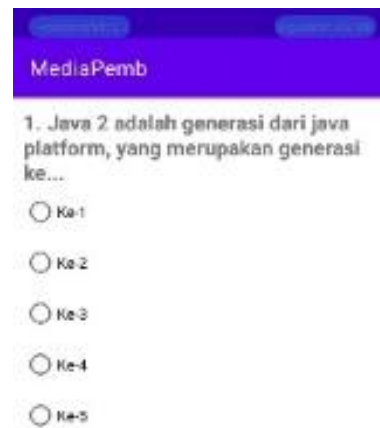 MediaPemb
1. Java 2 adalah generasi dari java
platform, yang merupakan generasi
ke...
Ke-1
Ke-2
Ke-3
Ke-4
Ke-5